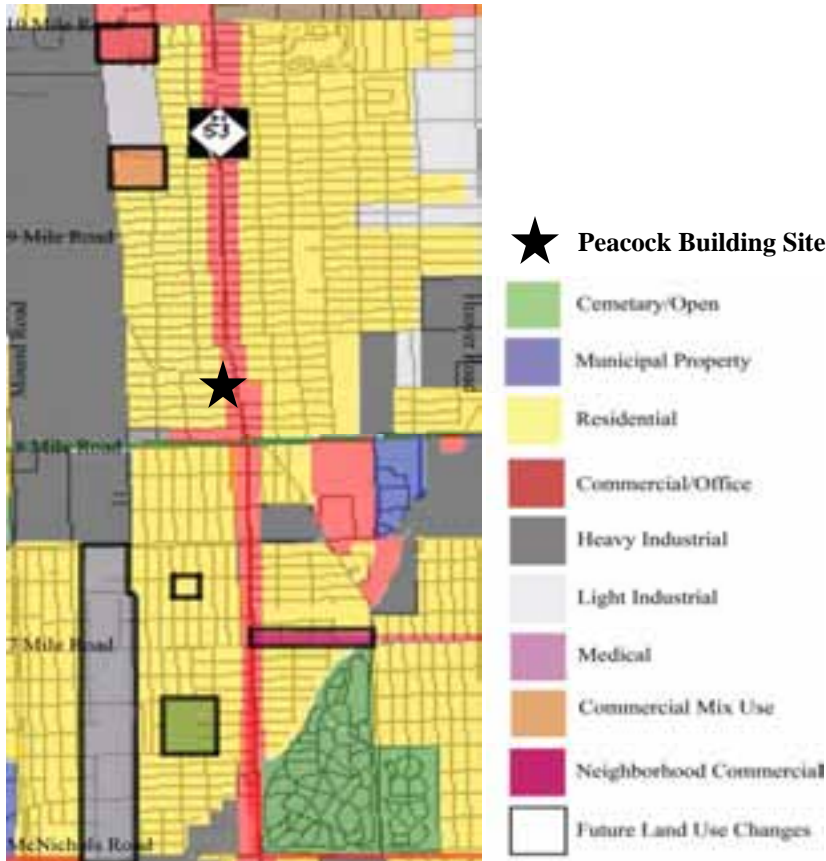 10 Mile Road
53
9 Mile Road
Mound Road
Hoover Road
8 Mile Road
7 Mile Road
McNichols Road
Peacock Building Site
Cemetary/Open
Municipal Property
Residential
Commercial/Office
Heavy Industrial
Light Industrial
Medical
Commercial Mix Use
Neighborhood Commercial
Future Land Use Changes